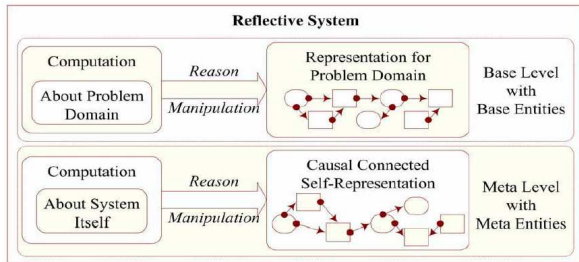 Reflective System
Computation
About Problem
Domain
Reason
Manipulation
Representation for
Problem Domain
Base Level
with
Base Entities
Computation
About System
Itself
Reason
Manipulation
Causal Connected
Self-Representation
Meta Level
with
Meta Entities